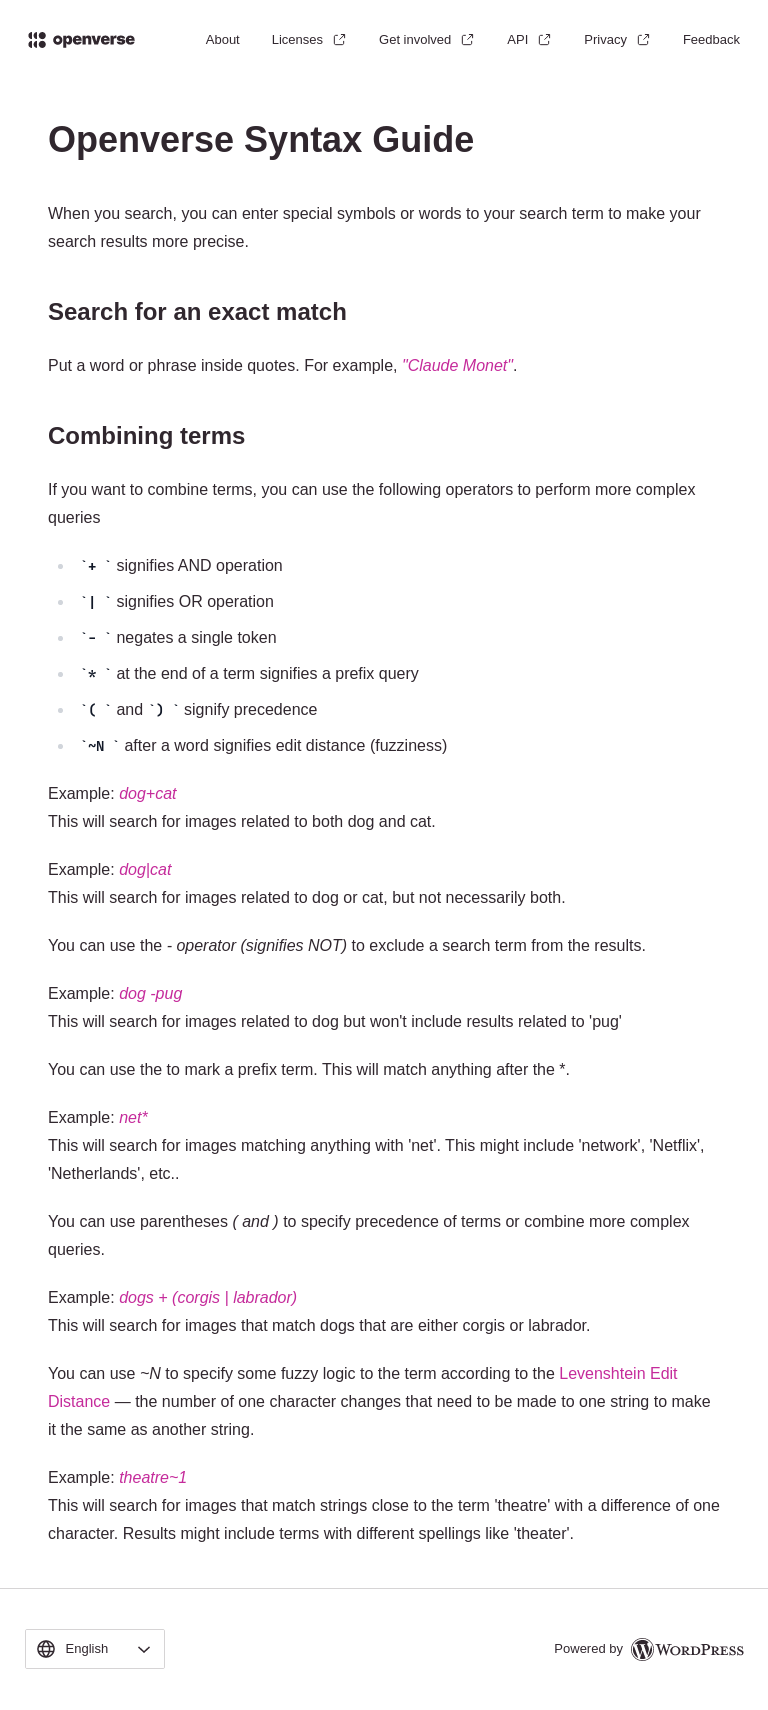 openverse
About
Licenses
Get involved
API
Privacy
Feedback
Openverse Syntax Guide
When you search, you can enter special symbols or words to your search term to make your
search results more precise.
Search for an exact match
Put a word or phrase inside quotes. For example, "Claude Monet".
Combining terms
If you want to combine terms, you can use the following operators to perform more complex
queries
`+ ` signifies AND operation
`| ` signifies OR operation
`- ` negates a single token
`* ` at the end of a term signifies a prefix query
`( ` and `) ` signify precedence
`~N ` after a word signifies edit distance (fuzziness)
Example: dog+cat
This will search for images related to both dog and cat.
Example: dog|cat
This will search for images related to dog or cat, but not necessarily both.
You can use the - operator (signifies NOT) to exclude a search term from the results.
Example: dog -pug
This will search for images related to dog but won't include results related to 'pug'
You can use the to mark a prefix term. This will match anything after the *.
Example: net*
This will search for images matching anything with 'net'. This might include 'network', 'Netflix',
'Netherlands', etc..
You can use parentheses ( and ) to specify precedence of terms or combine more complex
queries.
Example: dogs + (corgis | labrador)
This will search for images that match dogs that are either corgis or labrador.
You can use ~N to specify some fuzzy logic to the term according to the Levenshtein Edit
Distance — the number of one character changes that need to be made to one string to make
it the same as another string.
Example: theatre~1
This will search for images that match strings close to the term 'theatre' with a difference of one
character. Results might include terms with different spellings like 'theater'.
English
Powered by WORDPRESS